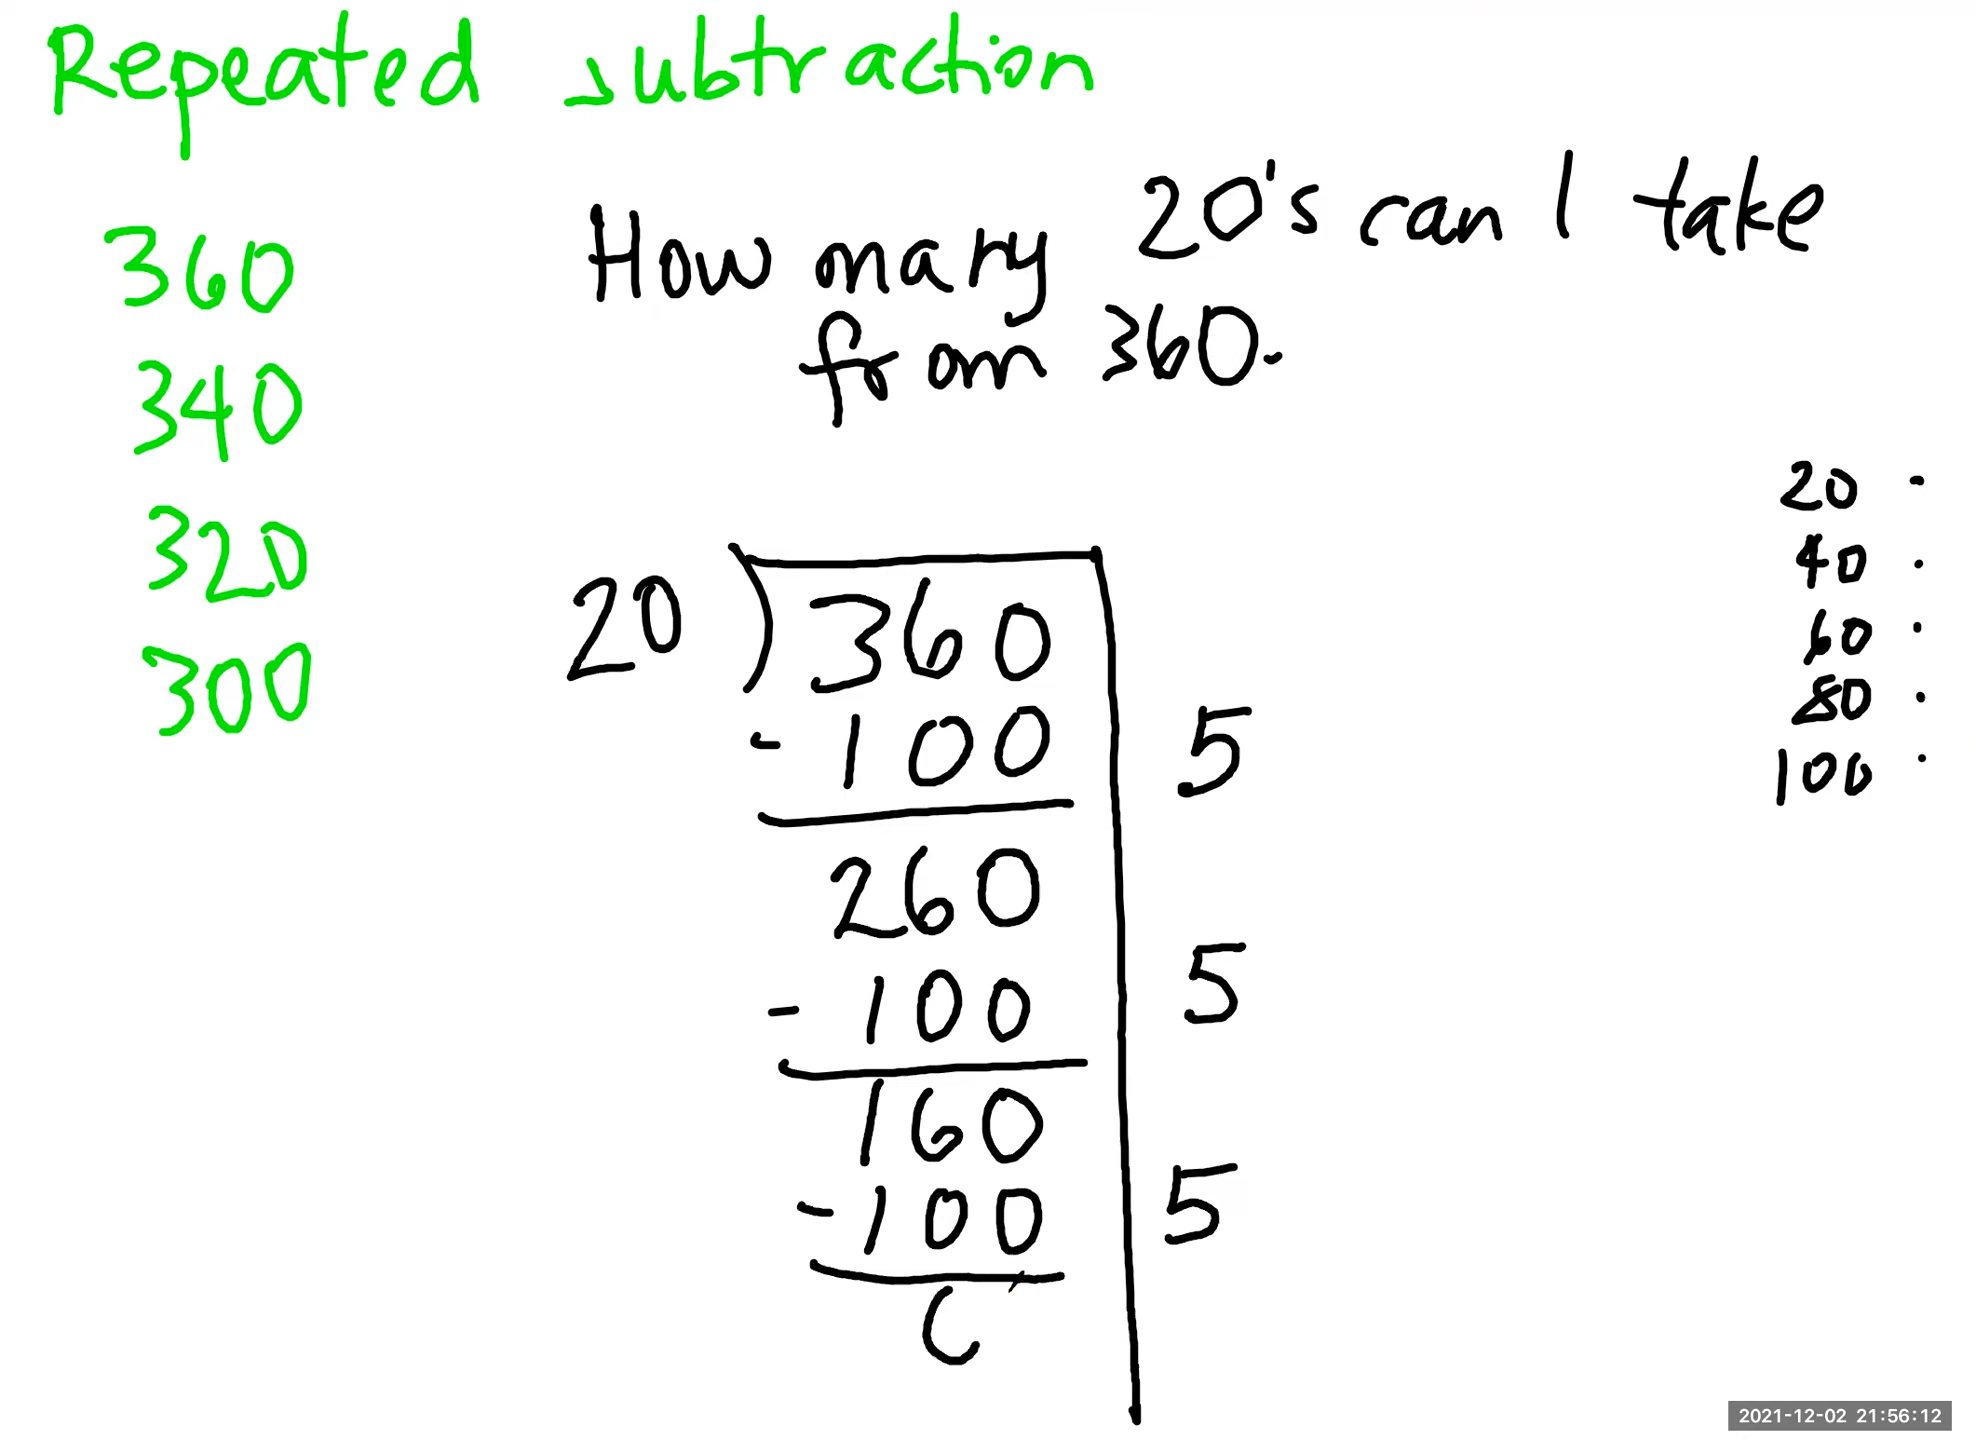 Repeated subtraction
How many 20's can I take
from 360.
360
340
320
300
20 ) 360
- 100 5
260
- 100 5
160
- 100 5
20
40
60
80
100
2021-12-02 21:56:12